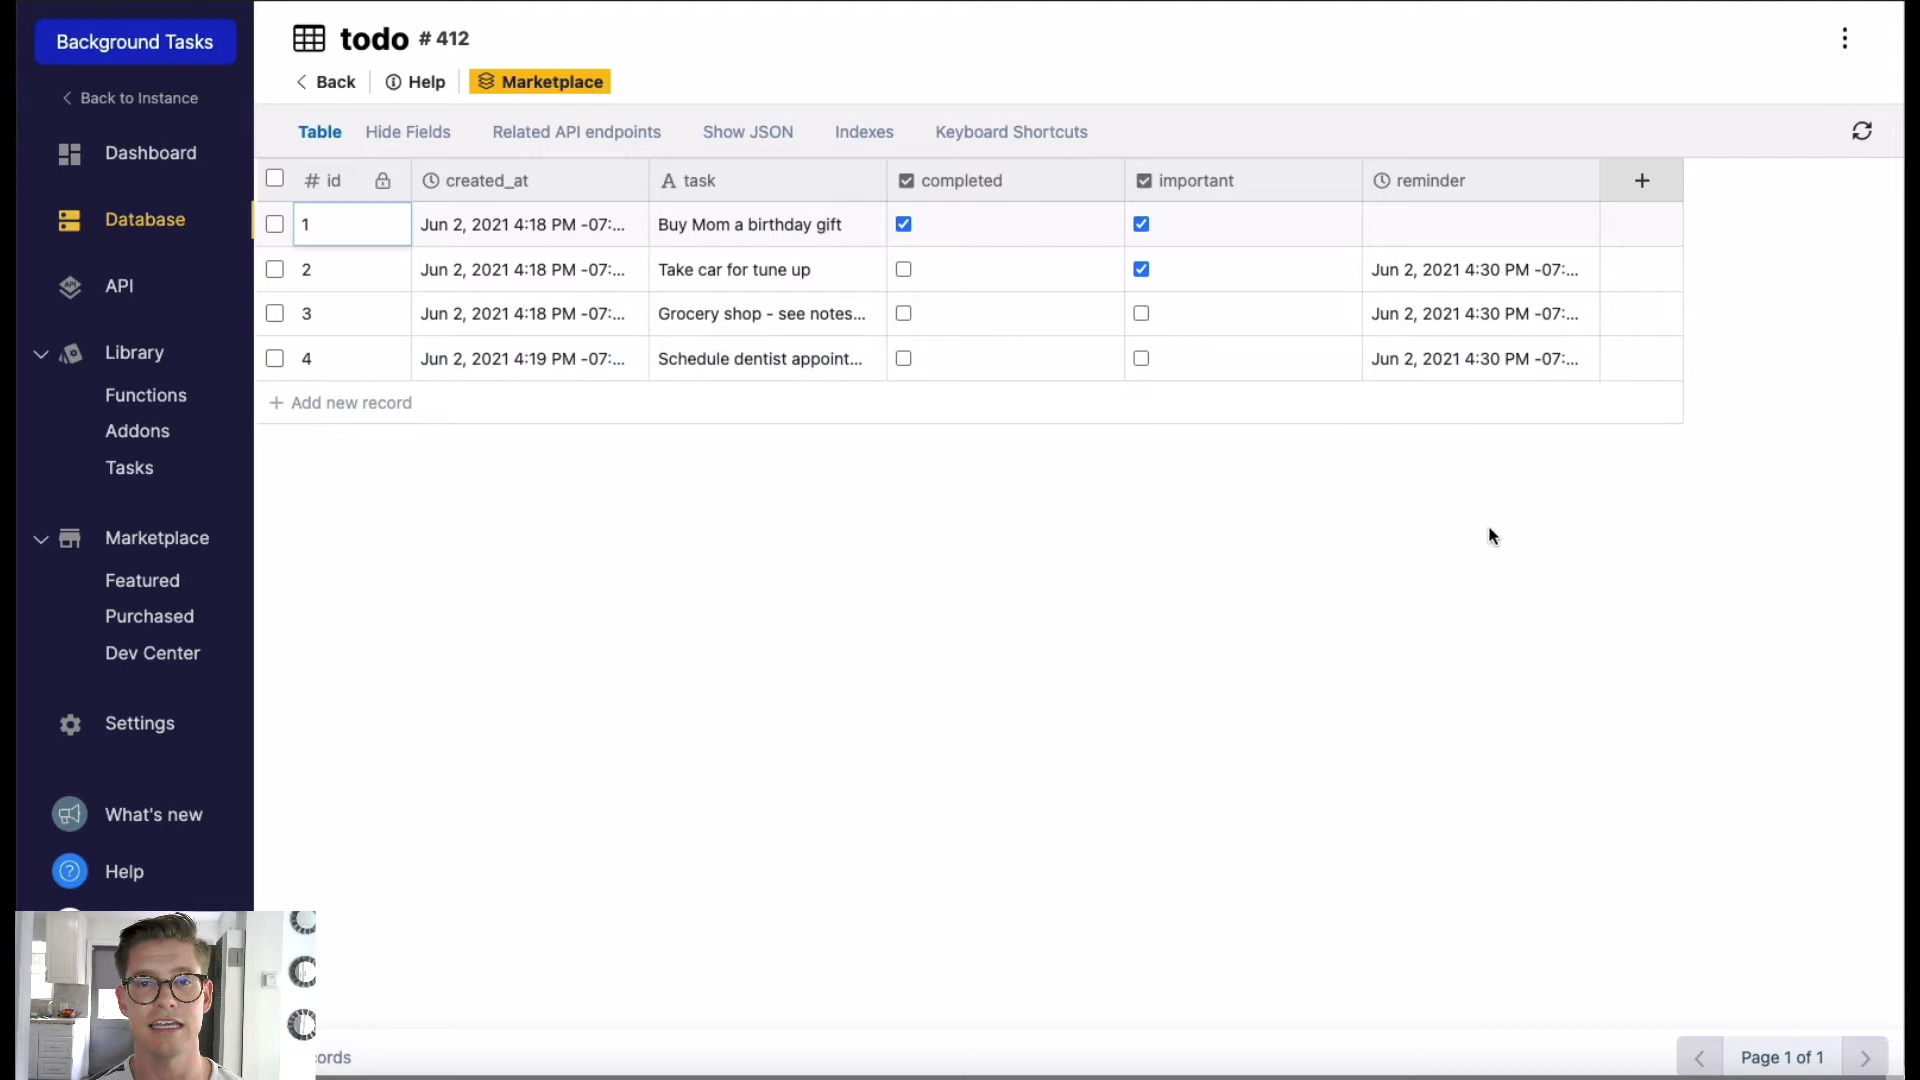 Background Tasks
Back to Instance
Dashboard
Database
API
Library
Functions
Addons
Tasks
Marketplace
Featured
Purchased
Dev Center
Settings
What's new
Help
todo # 412
Back
Help
Marketplace
Table Hide Fields Related API endpoints Show JSON Indexes Keyboard Shortcuts
# id created_at A task completed important reminder +
1 Jun 2, 2021 4:18 PM -07:... Buy Mom a birthday gift
2 Jun 2, 2021 4:18 PM -07:... Take car for tune up Jun 2, 2021 4:30 PM -07:...
3 Jun 2, 2021 4:18 PM -07:... Grocery shop - see notes... Jun 2, 2021 4:30 PM -07:...
4 Jun 2, 2021 4:19 PM -07:... Schedule dentist appoint... Jun 2, 2021 4:30 PM -07:...
+ Add new record
Page 1 of 1